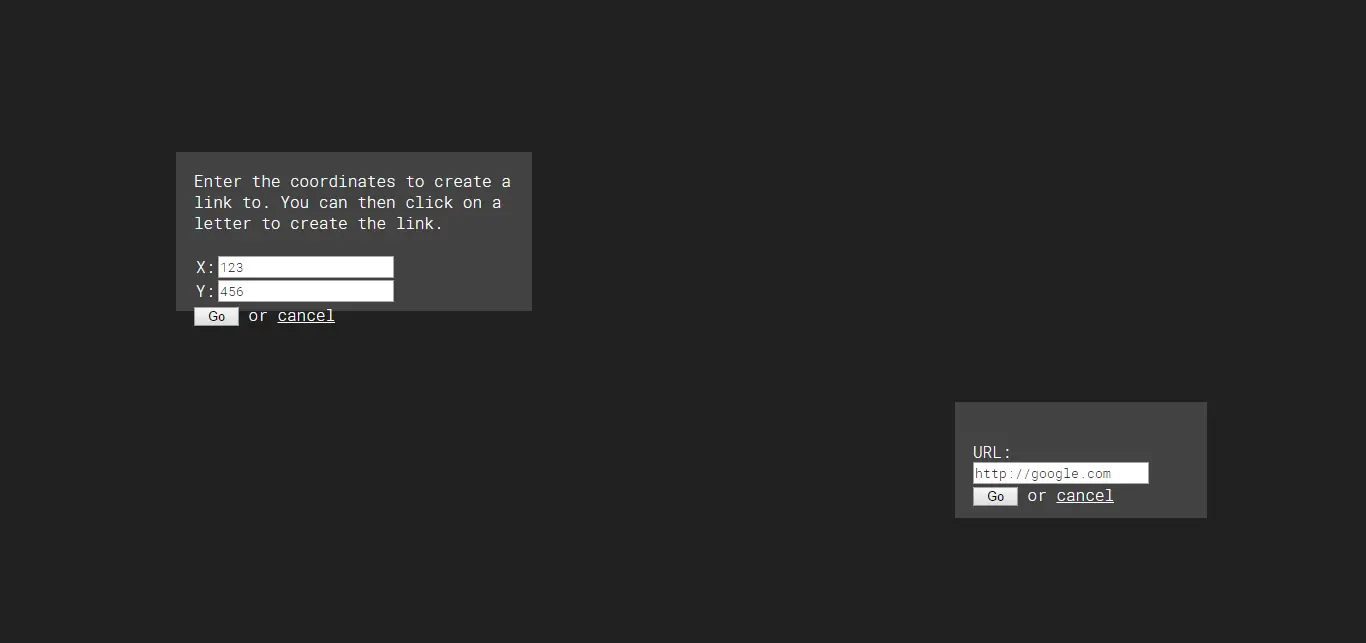 Enter the coordinates to create a
link to. You can then click on a
letter to create the link.
X: 123
Y: 456
Go or cancel
URL:
http://google.com
Go or cancel